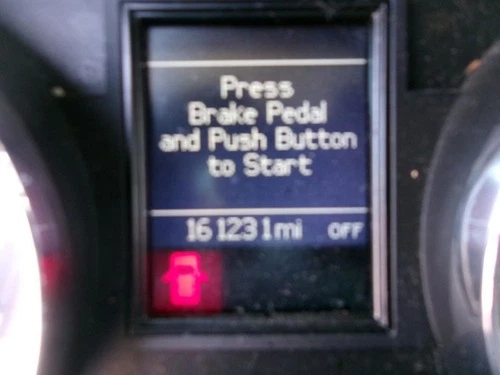 Press
Brake Pedal
and Push Button
to Start
161231mi OFF